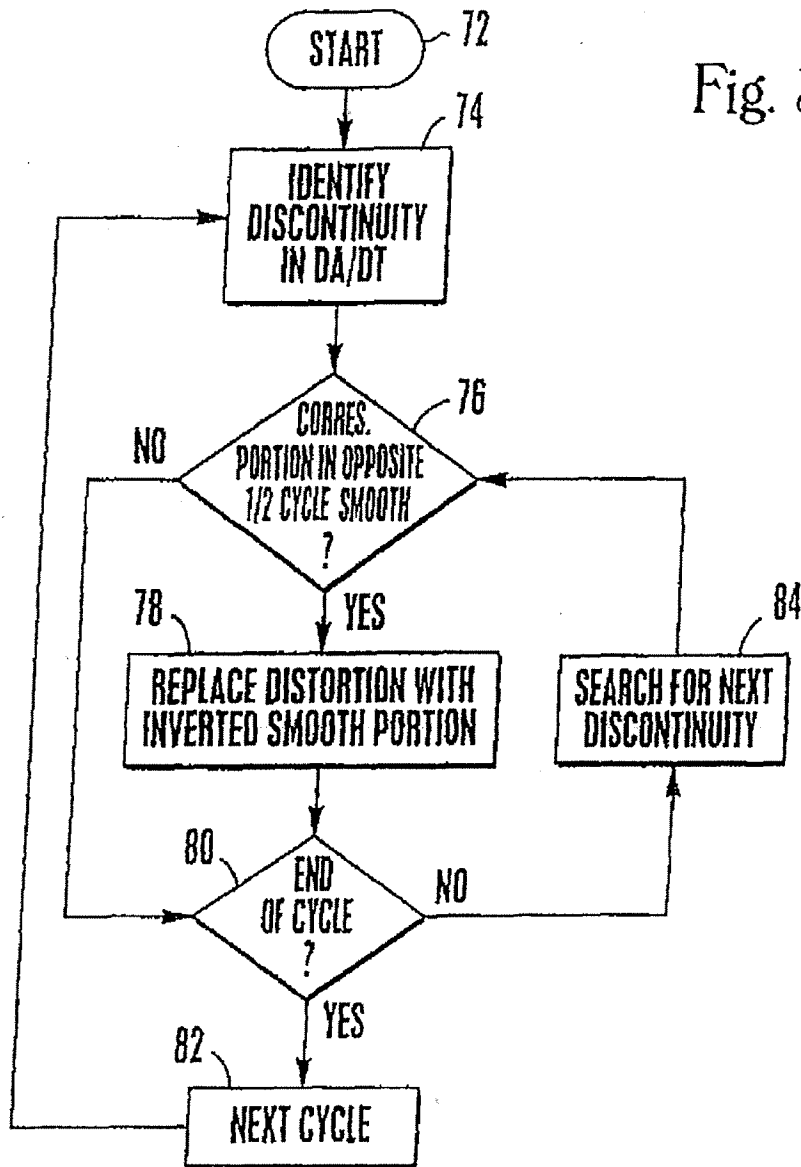 START
72
Fig.
74
IDENTIFY
DISCONTINUITY
IN DA/DT
76
CORRES.
PORTION IN OPPOSITE
1/2 CYCLE SMOOTH
?
NO
YES
78
REPLACE DISTORTION WITH
INVERTED SMOOTH PORTION
84
SEARCH FOR NEXT
DISCONTINUITY
80
END
OF CYCLE
?
NO
YES
82
NEXT CYCLE